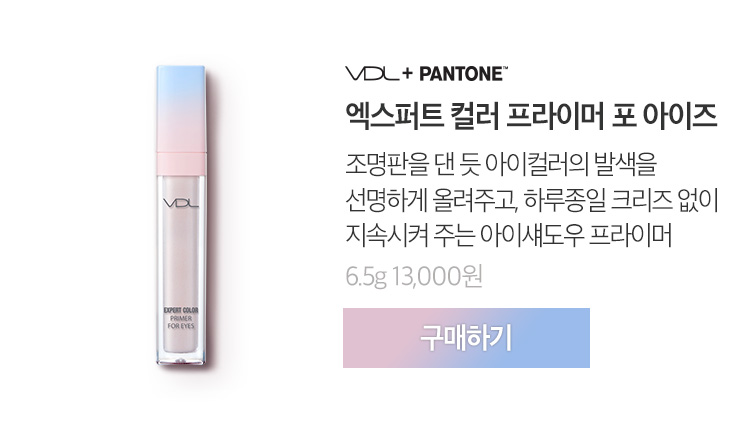 VDL + PANTONE™
엑스퍼트 컬러 프라이머 포 아이즈
조명판을 댄 듯 아이컬러의 발색을
선명하게 올려주고, 하루종일 크리즈 없이
지속시켜 주는 아이섀도우 프라이머
6.5g 13,000원
구매하기
VDL
EXPERT COLOR
PRIMER
FOR EYES